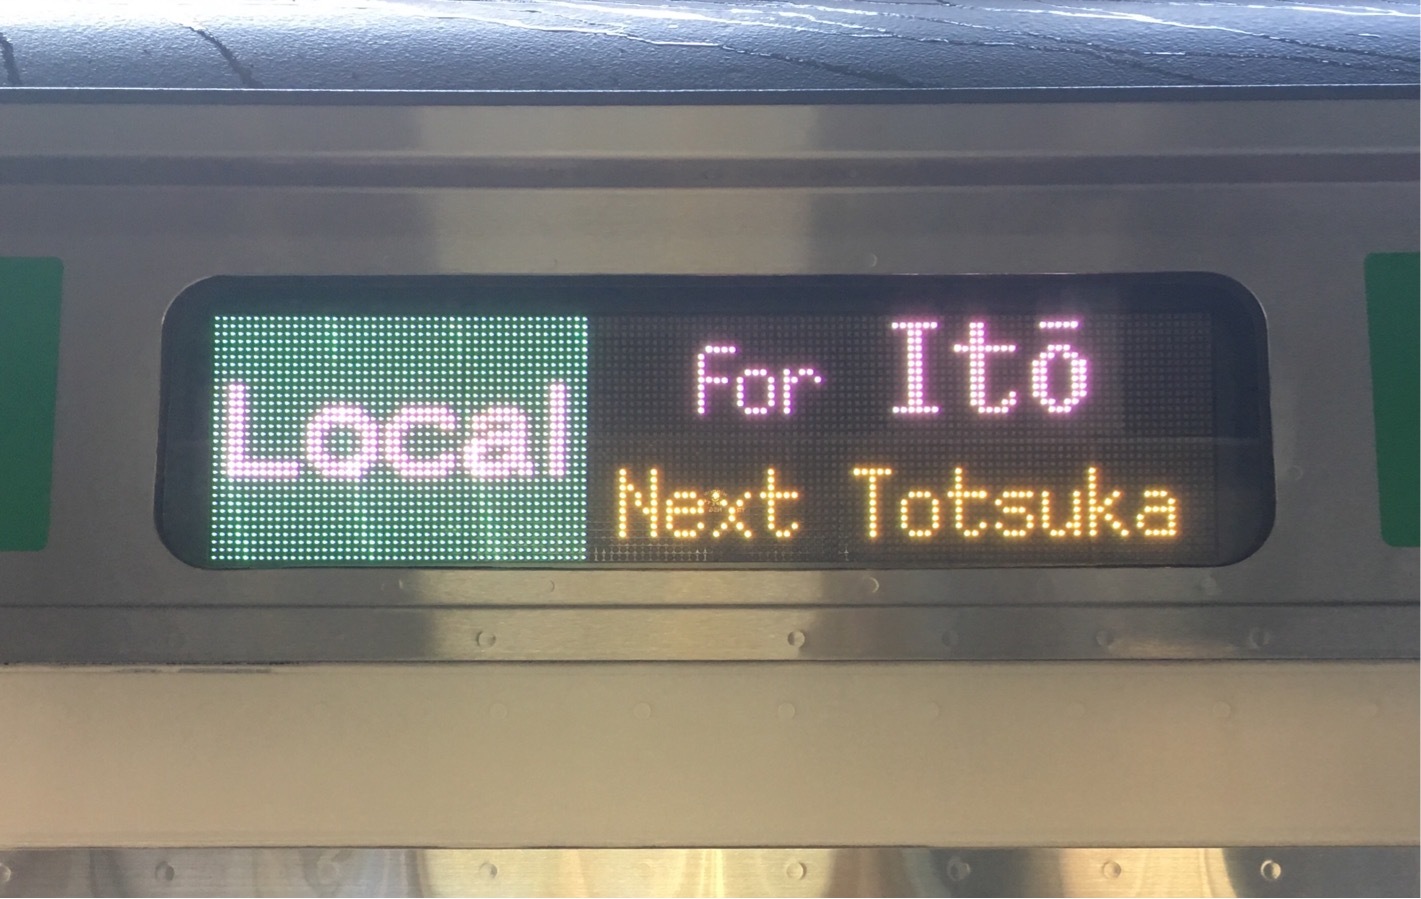 Local
For Itō
Next Totsuka